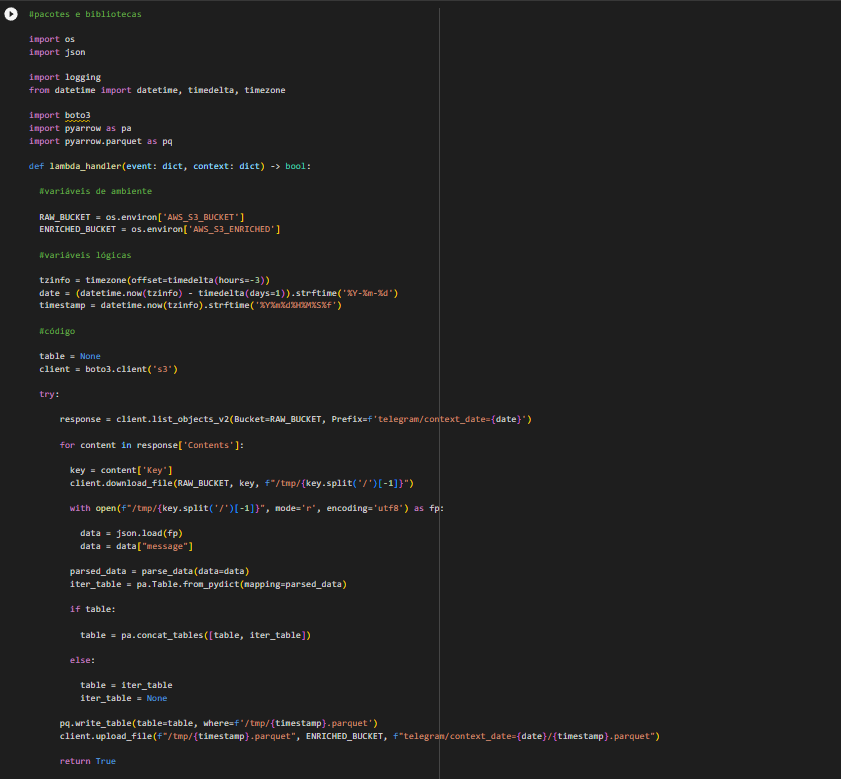 #pacotes e bibliotecas
import os
import json
import logging
from datetime import datetime, timedelta, timezone
import boto3
import pyarrow as pa
import pyarrow.parquet as pq
def lambda_handler(event: dict, context: dict) -> bool:
#variáveis de ambiente
RAW_BUCKET = os.environ['AWS_S3_BUCKET']
ENRICHED_BUCKET = os.environ['AWS_S3_ENRICHED']
#variáveis lógicas
tzinfo = timezone(offset=timedelta(hours=-3))
date = (datetime.now(tzinfo) - timedelta(days=1)).strftime('%Y-%m-%d')
timestamp = datetime.now(tzinfo).strftime('%Y%m%d%H%M%S%f')
#código
table = None
client = boto3.client('s3')
try:
response = client.list_objects_v2(Bucket=RAW_BUCKET, Prefix=f'telegram/context_date={date}')
for content in response['Contents']:
key = content['Key']
client.download_file(RAW_BUCKET, key, f"/tmp/{key.split('/')[-1]}")
with open(f"/tmp/{key.split('/')[-1]}", mode='r', encoding='utf8') as fp:
data = json.load(fp)
data = data["message"]
parsed_data = parse_data(data=data)
iter_table = pa.Table.from_pydict(mapping=parsed_data)
if table:
table = pa.concat_tables([table, iter_table])
else:
table = iter_table
iter_table = None
pq.write_table(table=table, where=f'/tmp/{timestamp}.parquet')
client.upload_file(f"/tmp/{timestamp}.parquet", ENRICHED_BUCKET, f"telegram/context_date={date}/{timestamp}.parquet")
return True